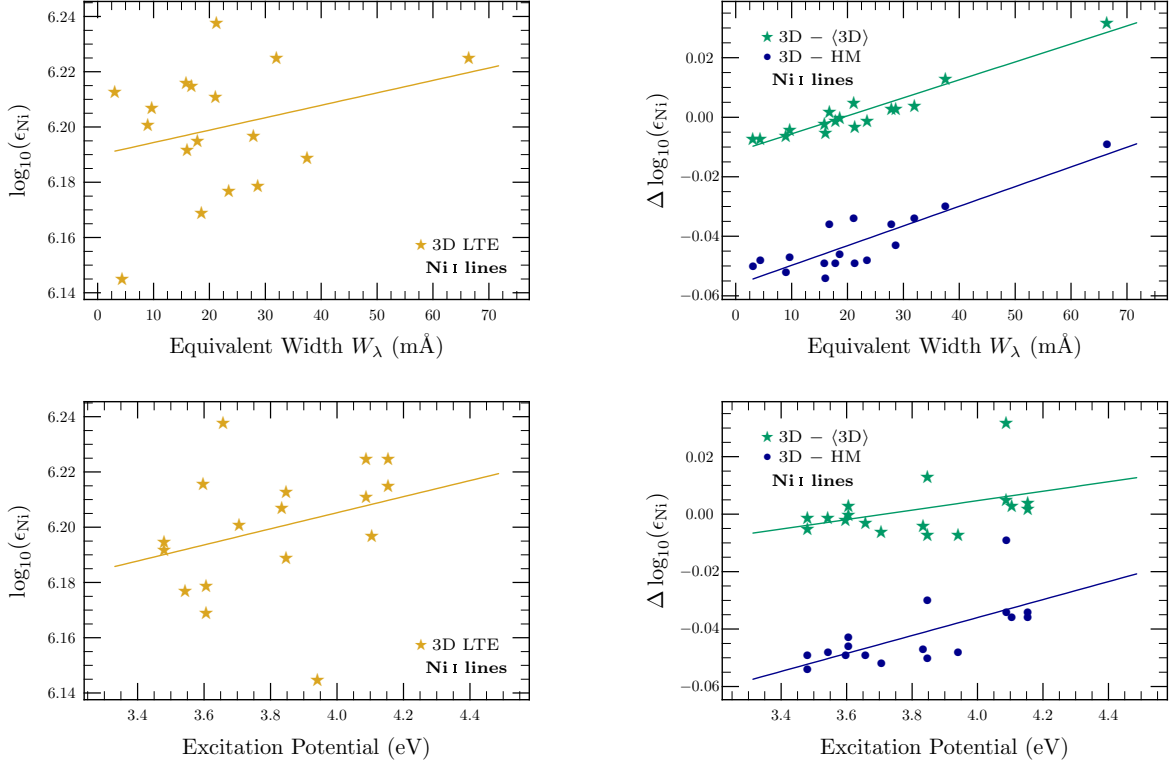 6.24
6.22
6.20
6.18
6.16
6.14
log₁₀(ϵNi)
★ 3D LTE
Ni I lines
0 10 20 30 40 50 60 70
Equivalent Width Wλ (mÅ)
0.02
0.00
−0.02
−0.04
−0.06
Δ log₁₀(ϵNi)
★ 3D − ⟨3D⟩
● 3D − HM
Ni I lines
0 10 20 30 40 50 60 70
Equivalent Width Wλ (mÅ)
6.24
6.22
6.20
6.18
6.16
6.14
log₁₀(ϵNi)
★ 3D LTE
Ni I lines
3.4 3.6 3.8 4.0 4.2 4.4
Excitation Potential (eV)
0.02
0.00
−0.02
−0.04
−0.06
Δ log₁₀(ϵNi)
★ 3D − ⟨3D⟩
● 3D − HM
Ni I lines
3.4 3.6 3.8 4.0 4.2 4.4
Excitation Potential (eV)